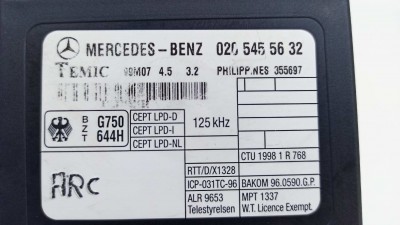 MERCEDES-BENZ 020 545 56 32
TEMIC 99M07 4.5 3.2 PHILIPPINES 355697
BZT G750 644H
CEPT LPD-D
CEPT LPD-I
CEPT LPD-NL
125 kHz
CTU 1998 1 R 768
RTT/D/X1328
ICP-031TC-96 BAKOM 96.0590.G.P.
ALR 9653 MPT 1337
Telestyrelsen W.T. Licence Exempt.
ARC